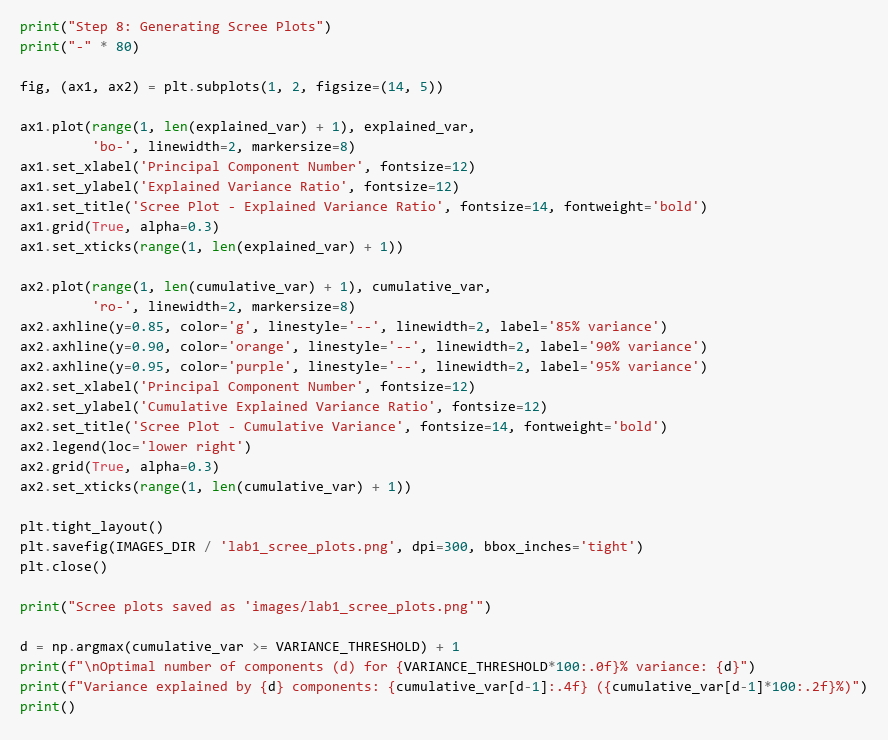 print("Step 8: Generating Scree Plots")
print("-" * 80)

fig, (ax1, ax2) = plt.subplots(1, 2, figsize=(14, 5))

ax1.plot(range(1, len(explained_var) + 1), explained_var,
         'bo-', linewidth=2, markersize=8)
ax1.set_xlabel('Principal Component Number', fontsize=12)
ax1.set_ylabel('Explained Variance Ratio', fontsize=12)
ax1.set_title('Scree Plot - Explained Variance Ratio', fontsize=14, fontweight='bold')
ax1.grid(True, alpha=0.3)
ax1.set_xticks(range(1, len(explained_var) + 1))

ax2.plot(range(1, len(cumulative_var) + 1), cumulative_var,
         'ro-', linewidth=2, markersize=8)
ax2.axhline(y=0.85, color='g', linestyle='--', linewidth=2, label='85% variance')
ax2.axhline(y=0.90, color='orange', linestyle='--', linewidth=2, label='90% variance')
ax2.axhline(y=0.95, color='purple', linestyle='--', linewidth=2, label='95% variance')
ax2.set_xlabel('Principal Component Number', fontsize=12)
ax2.set_ylabel('Cumulative Explained Variance Ratio', fontsize=12)
ax2.set_title('Scree Plot - Cumulative Variance', fontsize=14, fontweight='bold')
ax2.legend(loc='lower right')
ax2.grid(True, alpha=0.3)
ax2.set_xticks(range(1, len(cumulative_var) + 1))

plt.tight_layout()
plt.savefig(IMAGES_DIR / 'lab1_scree_plots.png', dpi=300, bbox_inches='tight')
plt.close()

print("Scree plots saved as 'images/lab1_scree_plots.png'")

d = np.argmax(cumulative_var >= VARIANCE_THRESHOLD) + 1
print(f"\nOptimal number of components (d) for {VARIANCE_THRESHOLD*100:.0f}% variance: {d}")
print(f"Variance explained by {d} components: {cumulative_var[d-1]:.4f} ({cumulative_var[d-1]*100:.2f}%)")
print()